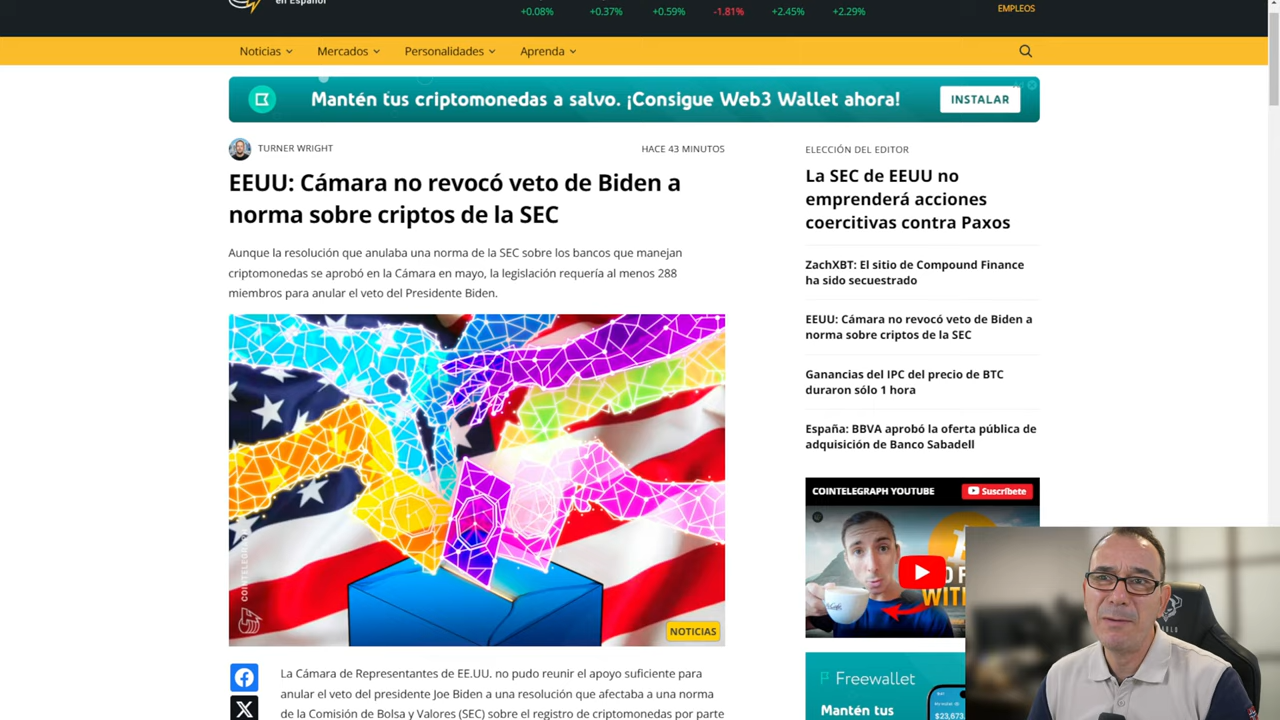 en Español
+0.08%
+0.37%
+0.59%
-1.81%
+2.45%
+2.29%
EMPLEOS
Noticias
Mercados
Personalidades
Aprenda
Mantén tus criptomonedas a salvo. ¡Consigue Web3 Wallet ahora!
INSTALAR
Ad
TURNER WRIGHT
HACE 43 MINUTOS
EEUU: Cámara no revocó veto de Biden a
norma sobre criptos de la SEC
Aunque la resolución que anulaba una norma de la SEC sobre los bancos que manejan
criptomonedas se aprobó en la Cámara en mayo, la legislación requería al menos 288
miembros para anular el veto del Presidente Biden.
COINTELEGRAPH
NOTICIAS
La Cámara de Representantes de EE.UU. no pudo reunir el apoyo suficiente para
anular el veto del presidente Joe Biden a una resolución que afectaba a una norma
de la Comisión de Bolsa y Valores (SEC) sobre el registro de criptomonedas por parte
ELECCIÓN DEL EDITOR
La SEC de EEUU no
emprenderá acciones
coercitivas contra Paxos
ZachXBT: El sitio de Compound Finance
ha sido secuestrado
EEUU: Cámara no revocó veto de Biden a
norma sobre criptos de la SEC
Ganancias del IPC del precio de BTC
duraron sólo 1 hora
España: BBVA aprobó la oferta pública de
adquisición de Banco Sabadell
COINTELEGRAPH YOUTUBE
Suscríbete
WIT
Freewallet
Mantén tus
$23,673